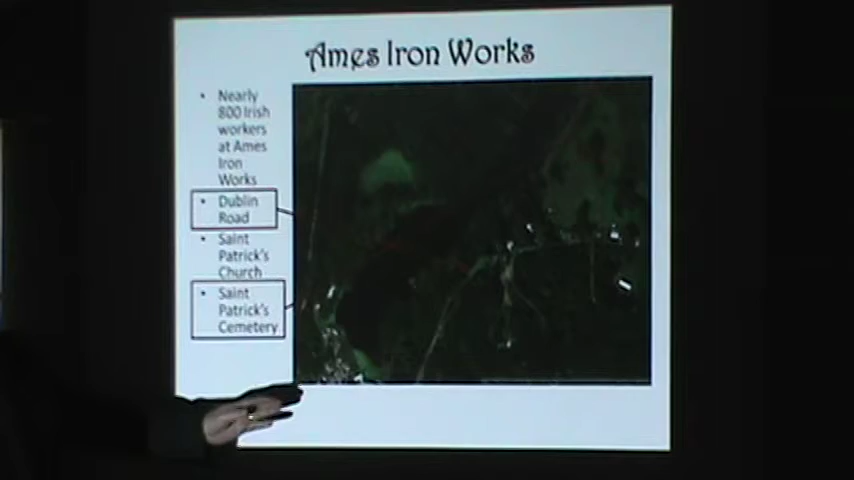 Ames Iron Works
• Nearly
800 Irish
workers
at Ames
Iron
Works
• Dublin
Road
• Saint
Patrick's
Church
• Saint
Patrick's
Cemetery